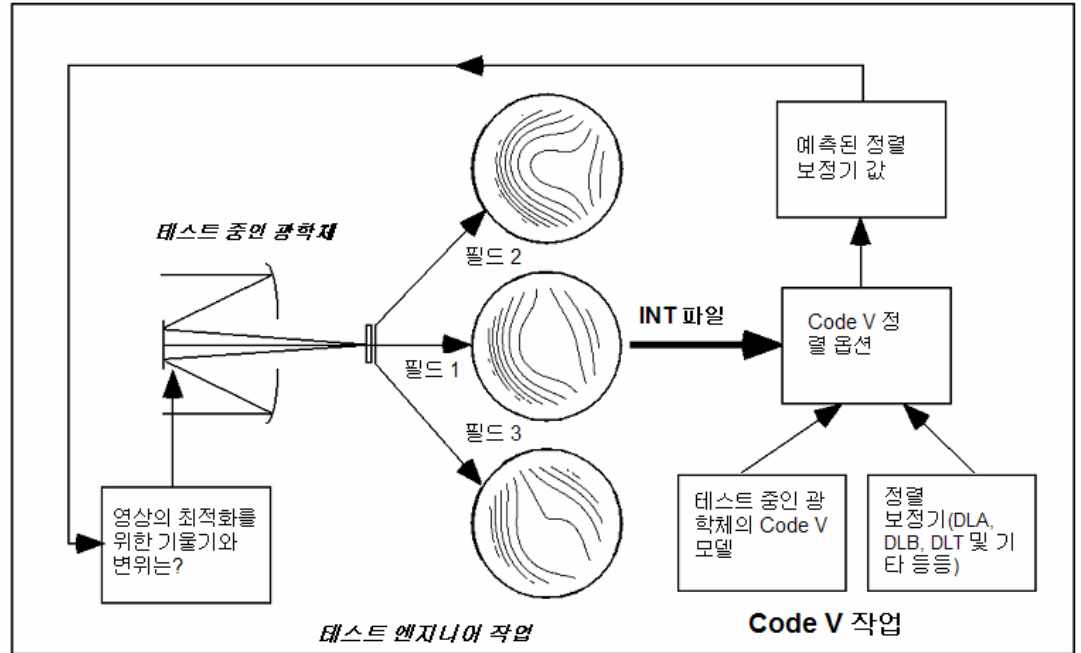 예측된 정렬
보정기 값
테스트 중인 광학체
필드 2
INT 파일
Code V 정
렬 옵션
필드 1
필드 3
영상의 최적화를
위한 기울기와
변위는?
테스트 중인 광
학체의 Code V
모델
정렬
보정기(DLA,
DLB, DLT 및 기
타 등등)
테스트 엔지니어 작업
Code V 작업